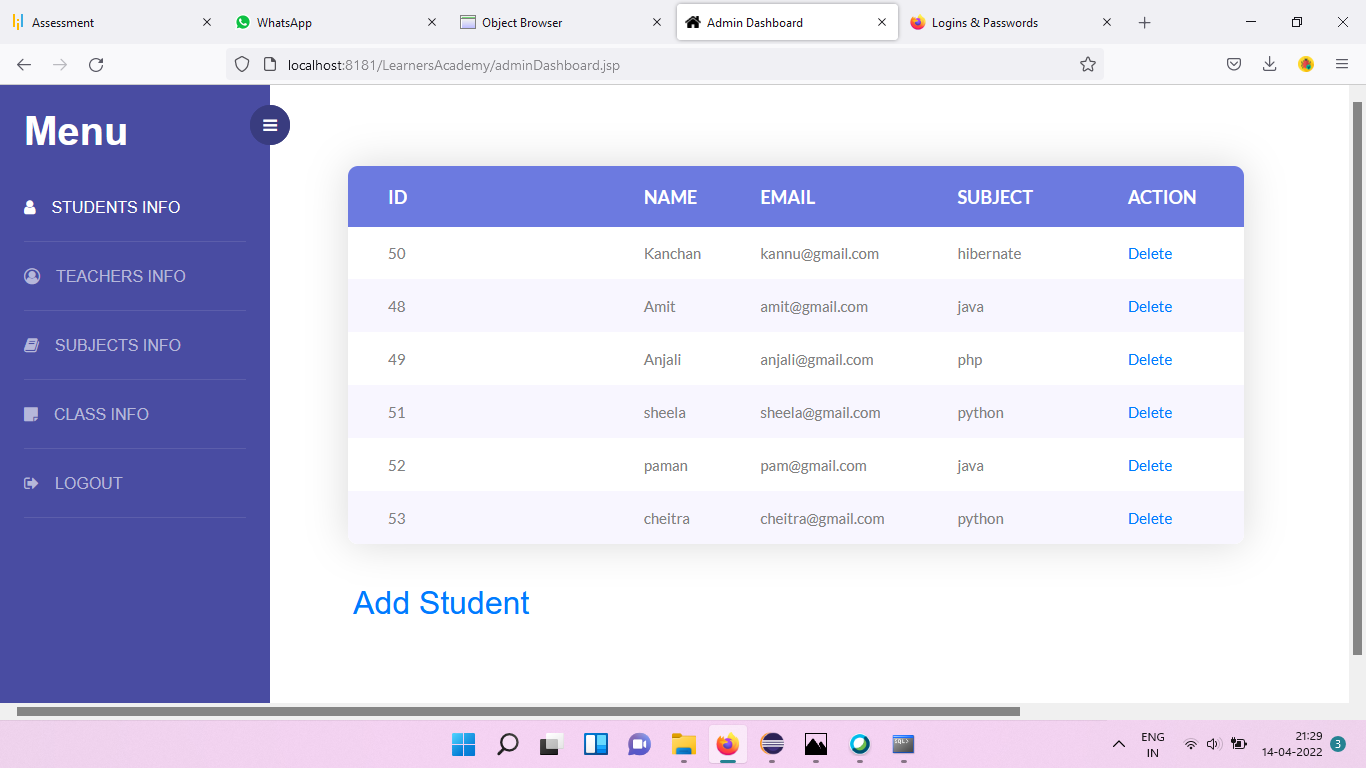 Assessment
WhatsApp
Object Browser
Admin Dashboard
Logins & Passwords
localhost:8181/LearnersAcademy/adminDashboard.jsp
Menu
STUDENTS INFO
TEACHERS INFO
SUBJECTS INFO
CLASS INFO
LOGOUT
ID NAME EMAIL SUBJECT ACTION
50 Kanchan kannu@gmail.com hibernate Delete
48 Amit amit@gmail.com java Delete
49 Anjali anjali@gmail.com php Delete
51 sheela sheela@gmail.com python Delete
52 paman pam@gmail.com java Delete
53 cheitra cheitra@gmail.com python Delete
Add Student
ENG
IN
21:29
14-04-2022
3